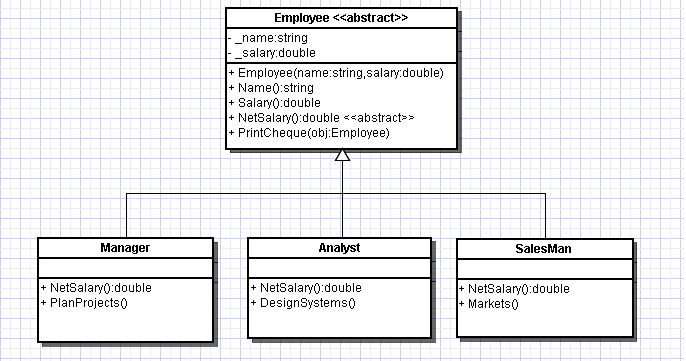 Employee <<abstract>>
- _name:string
- _salary:double
+ Employee(name:string,salary:double)
+ Name():string
+ Salary():double
+ NetSalary():double <<abstract>>
+ PrintCheque(obj:Employee)
Manager
+ NetSalary():double
+ PlanProjects()
Analyst
+ NetSalary():double
+ DesignSystems()
SalesMan
+ NetSalary():double
+ Markets()